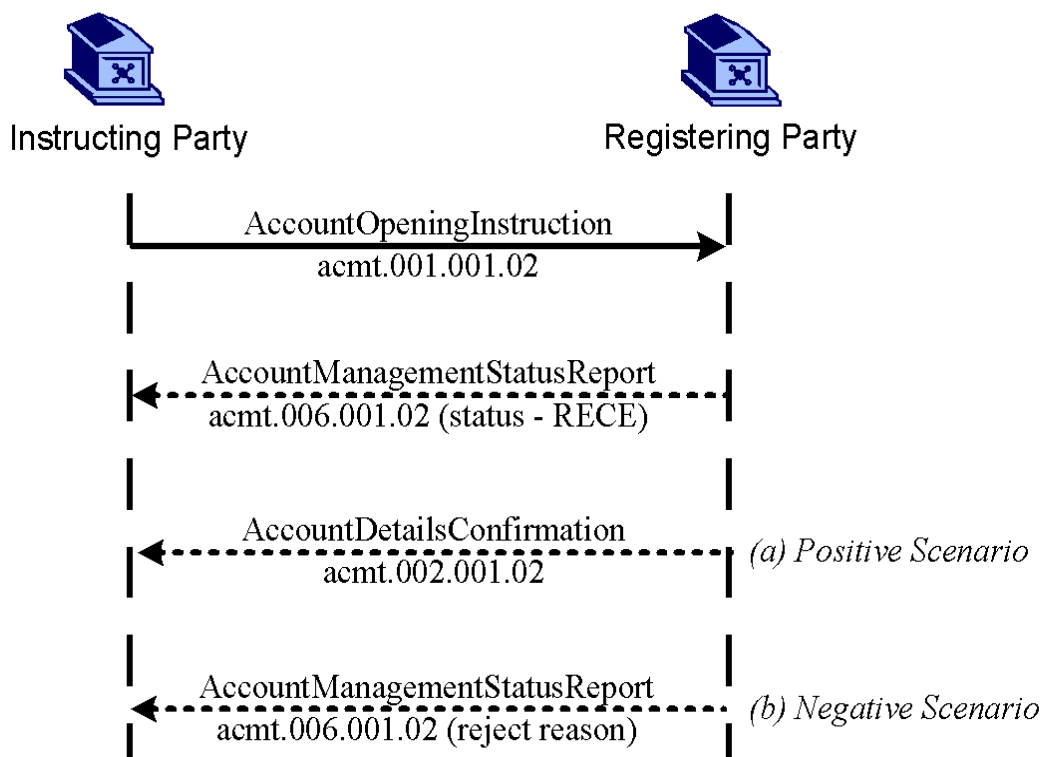 Instructing Party
Registering Party
AccountOpeningInstruction
acmt.001.001.02
AccountManagementStatusReport
acmt.006.001.02 (status - RECE)
AccountDetailsConfirmation
acmt.002.001.02
(a) Positive Scenario
AccountManagementStatusReport
acmt.006.001.02 (reject reason)
(b) Negative Scenario